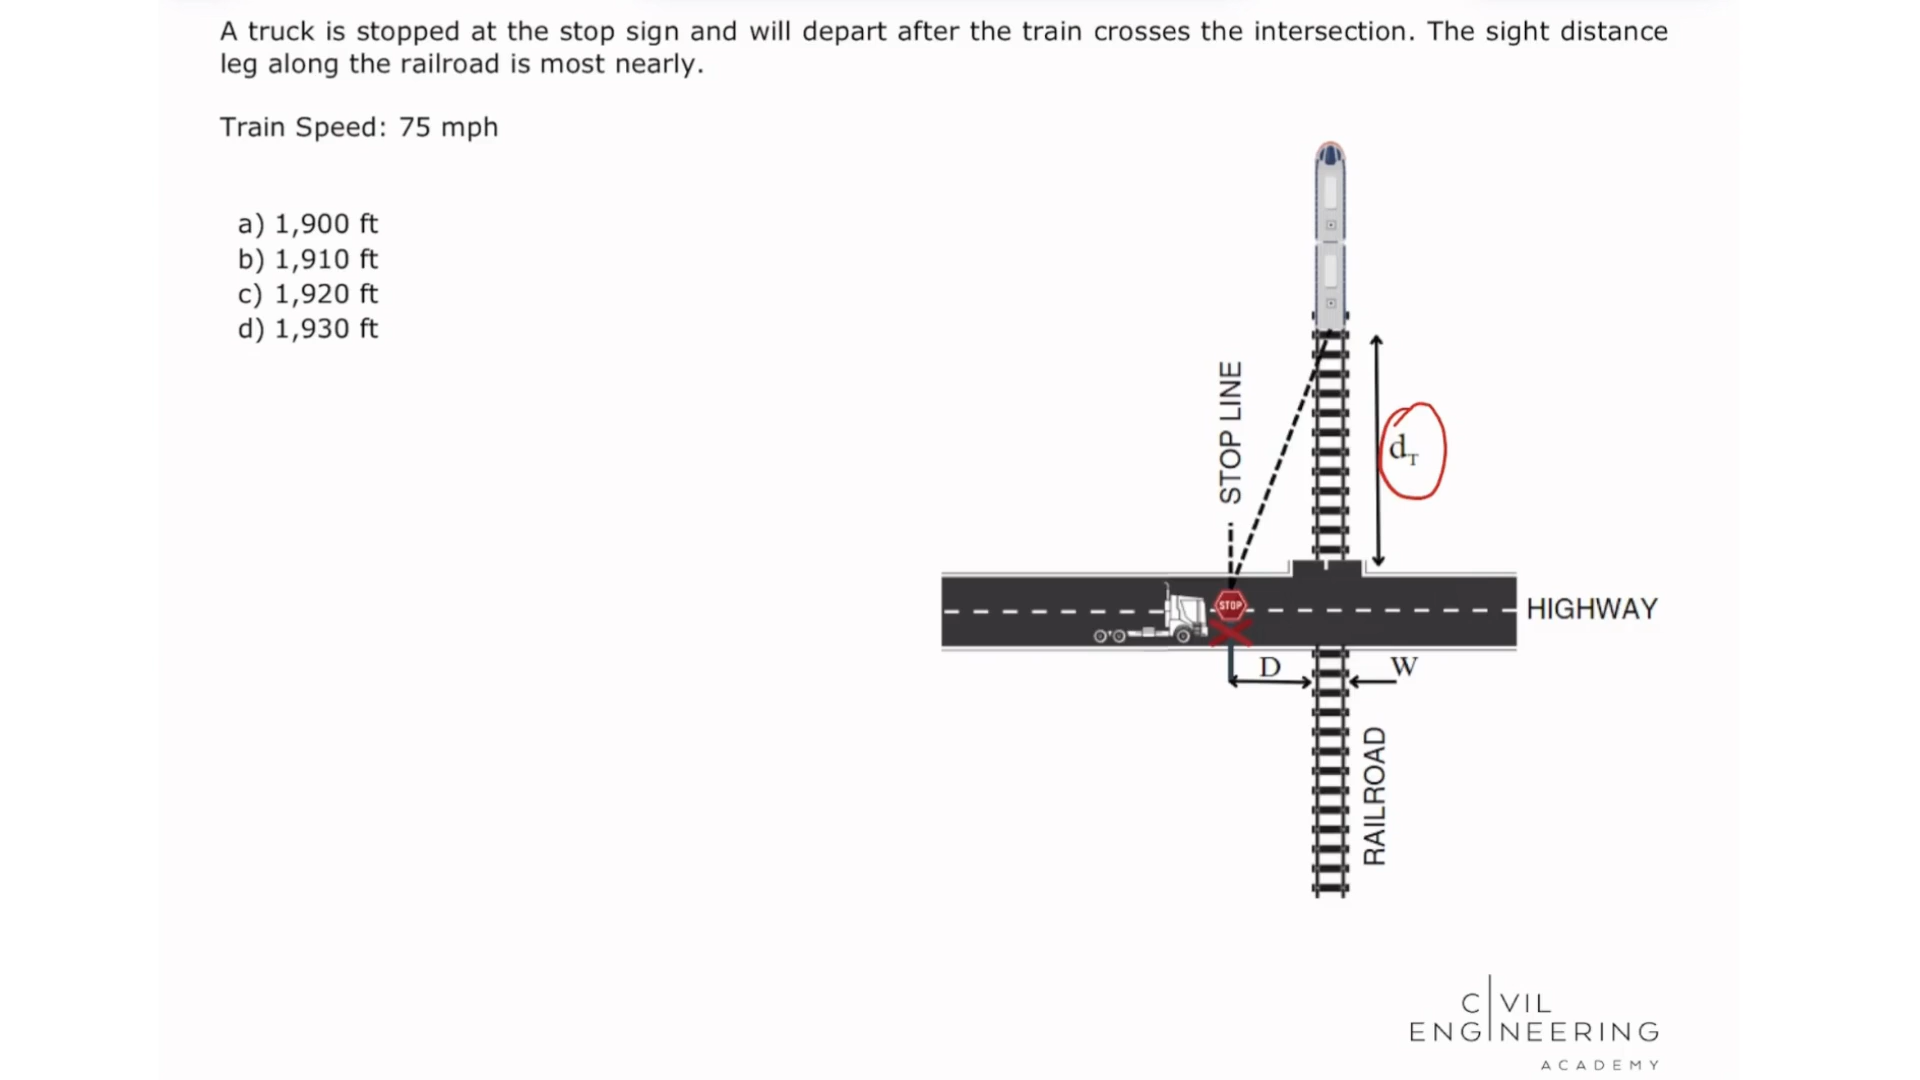 A truck is stopped at the stop sign and will depart after the train crosses the intersection. The sight distance
leg along the railroad is most nearly.
Train Speed: 75 mph
a) 1,900 ft
b) 1,910 ft
c) 1,920 ft
d) 1,930 ft
STOP LINE
dT
STOP
HIGHWAY
D
W
RAILROAD
CIVIL
ENGINEERING
ACADEMY